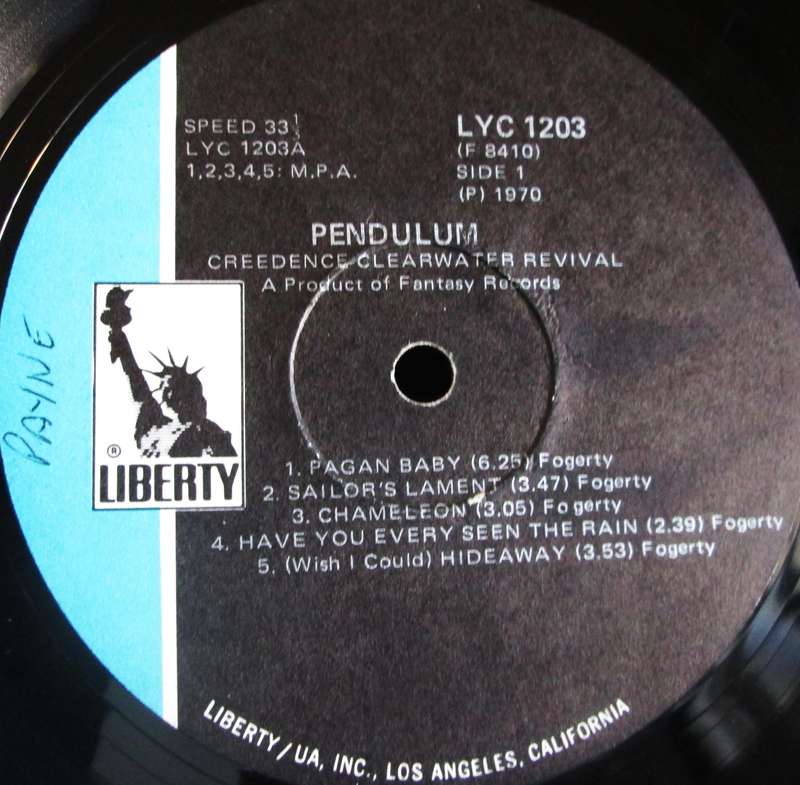 SPEED 33 1/3
LYC 1203A
1,2,3,4,5: M.P.A.
LYC 1203
(F 8410)
SIDE 1
(P) 1970
PENDULUM
CREEDENCE CLEARWATER REVIVAL
A Product of Fantasy Records
PAYNE
®
LIBERTY
1. PAGAN BABY (6.25) Fogerty
2. SAILOR'S LAMENT (3.47) Fogerty
3. CHAMELEON (3.05) Fogerty
4. HAVE YOU EVERY SEEN THE RAIN (2.39) Fogerty
5. (Wish I Could) HIDEAWAY (3.53) Fogerty
LIBERTY/UA, INC., LOS ANGELES, CALIFORNIA